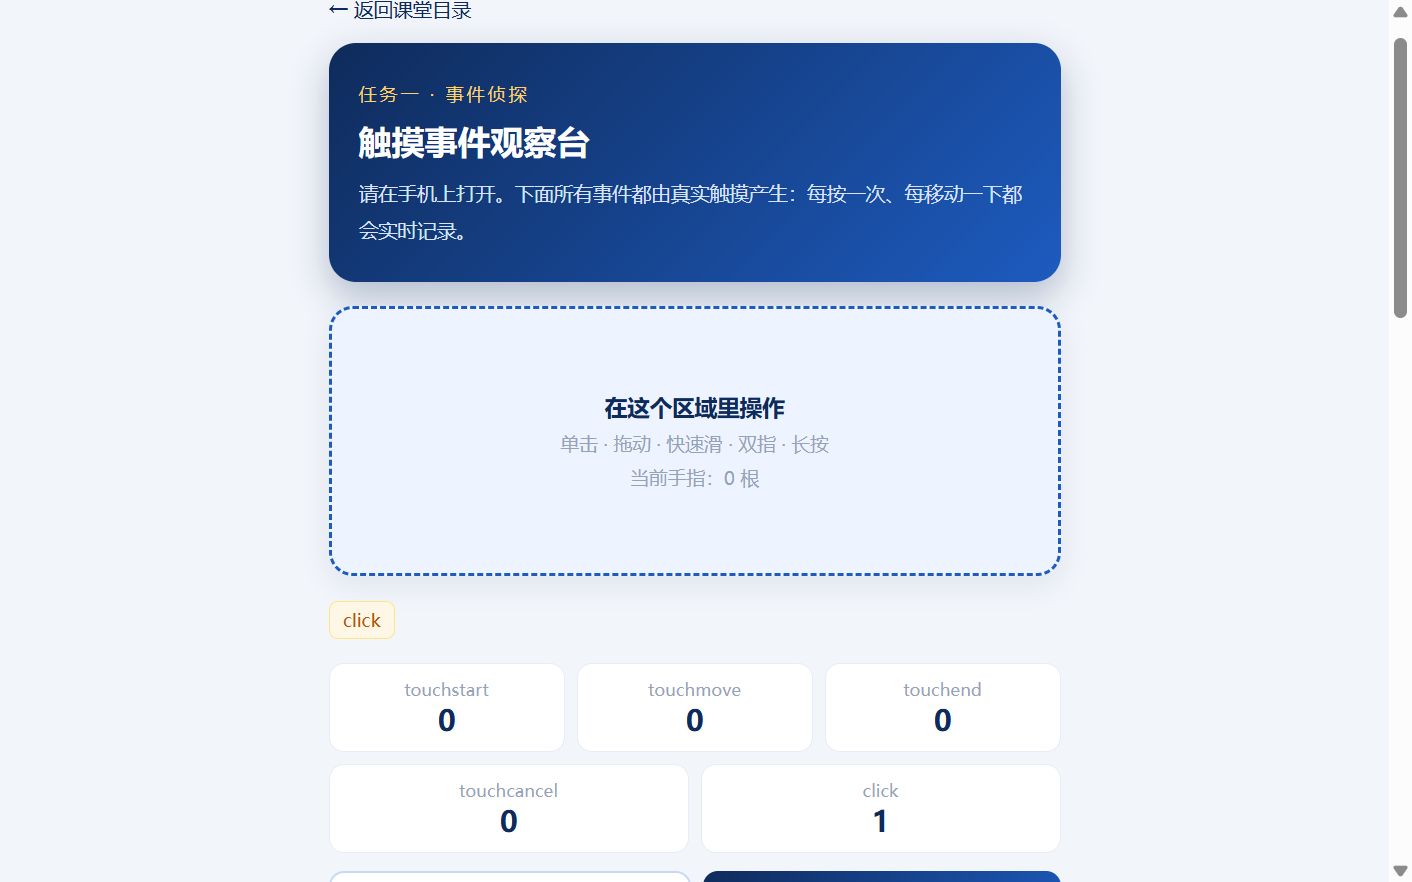 ← 返回课堂目录
任务一 · 事件侦探
触摸事件观察台
请在手机上打开。下面所有事件都由真实触摸产生：每按一次、每移动一下都
会实时记录。
在这个区域里操作
单击 · 拖动 · 快速滑 · 双指 · 长按
当前手指：0 根
click
touchstart
0
touchmove
0
touchend
0
touchcancel
0
click
1